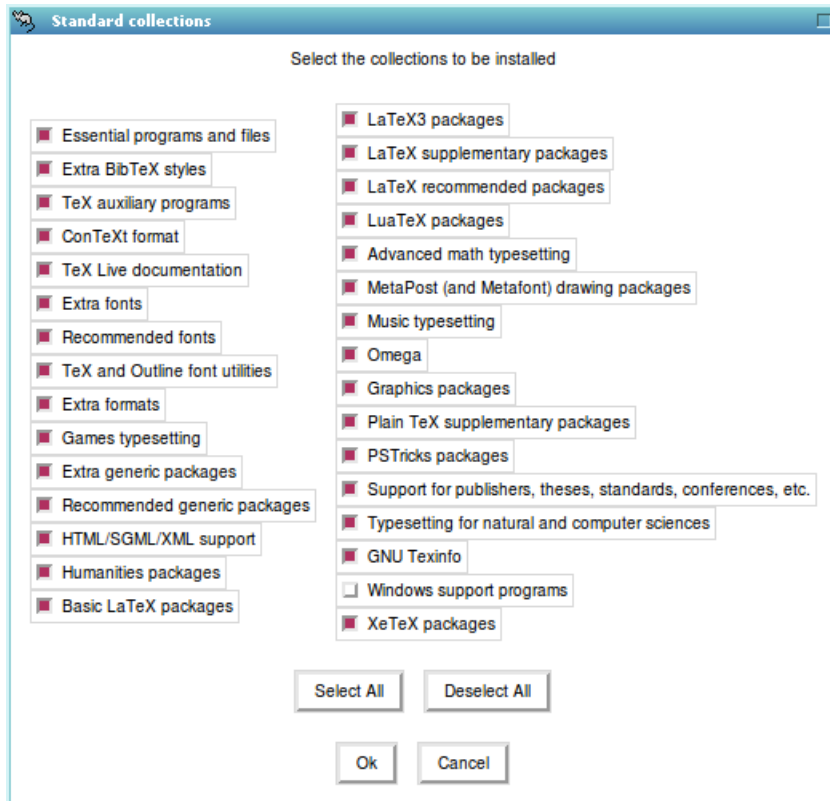 Standard collections
Select the collections to be installed
Essential programs and files
Extra BibTeX styles
TeX auxiliary programs
ConTeXt format
TeX Live documentation
Extra fonts
Recommended fonts
TeX and Outline font utilities
Extra formats
Games typesetting
Extra generic packages
Recommended generic packages
HTML/SGML/XML support
Humanities packages
Basic LaTeX packages
LaTeX3 packages
LaTeX supplementary packages
LaTeX recommended packages
LuaTeX packages
Advanced math typesetting
MetaPost (and Metafont) drawing packages
Music typesetting
Omega
Graphics packages
Plain TeX supplementary packages
PSTricks packages
Support for publishers, theses, standards, conferences, etc.
Typesetting for natural and computer sciences
GNU Texinfo
Windows support programs
XeTeX packages
Select All Deselect All
Ok Cancel